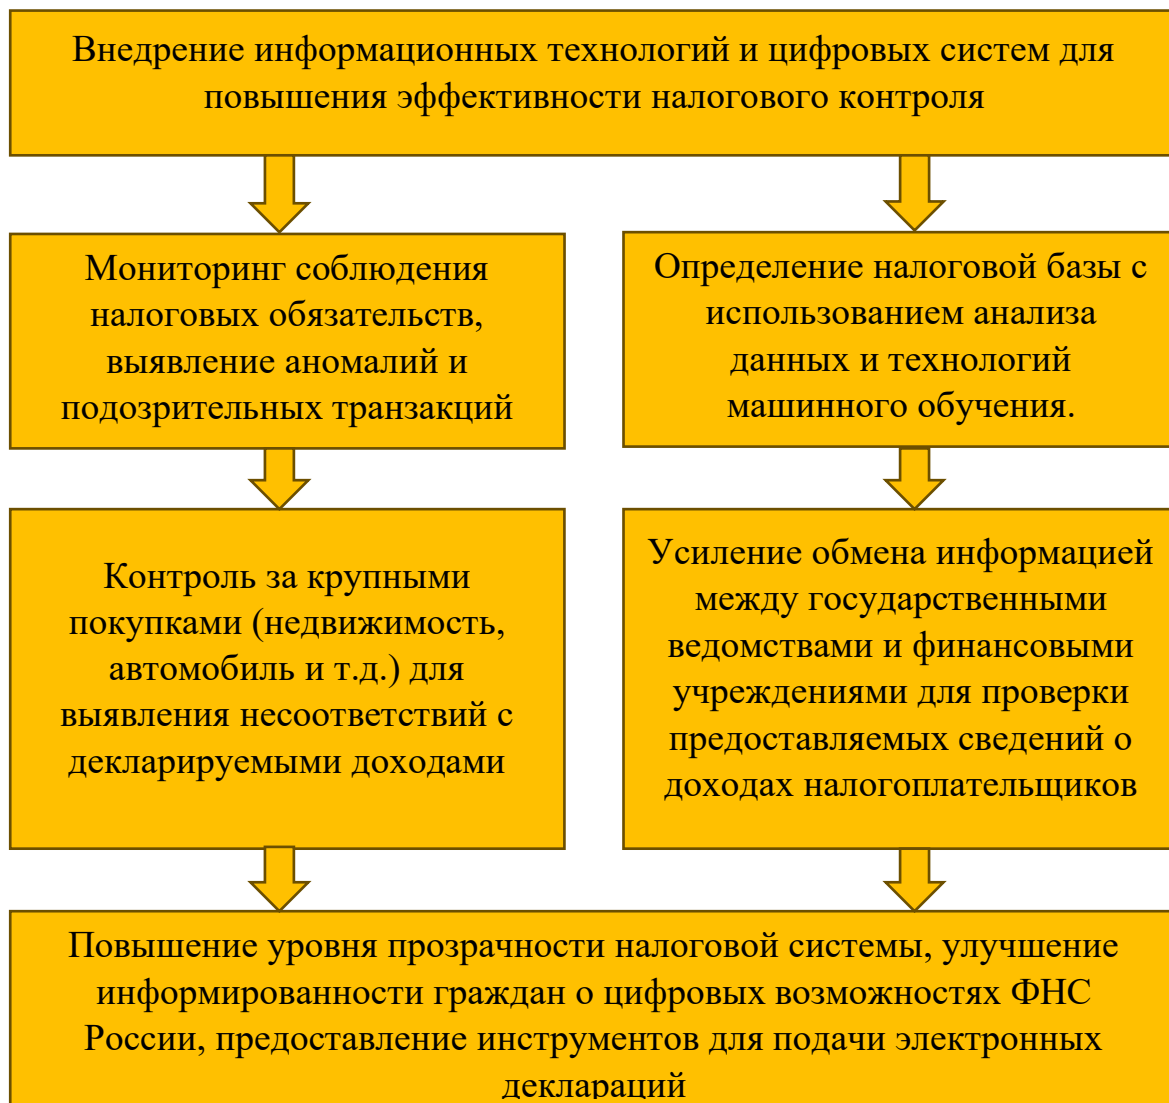 Внедрение информационных технологий и цифровых систем для
повышения эффективности налогового контроля
Мониторинг соблюдения
налоговых обязательств,
выявление аномалий и
подозрительных транзакций
Определение налоговой базы с
использованием анализа
данных и технологий
машинного обучения.
Контроль за крупными
покупками (недвижимость,
автомобиль и т.д.) для
выявления несоответствий с
декларируемыми доходами
Усиление обмена информацией
между государственными
ведомствами и финансовыми
учреждениями для проверки
предоставляемых сведений о
доходах налогоплательщиков
Повышение уровня прозрачности налоговой системы, улучшение
информированности граждан о цифровых возможностях ФНС
России, предоставление инструментов для подачи электронных
деклараций